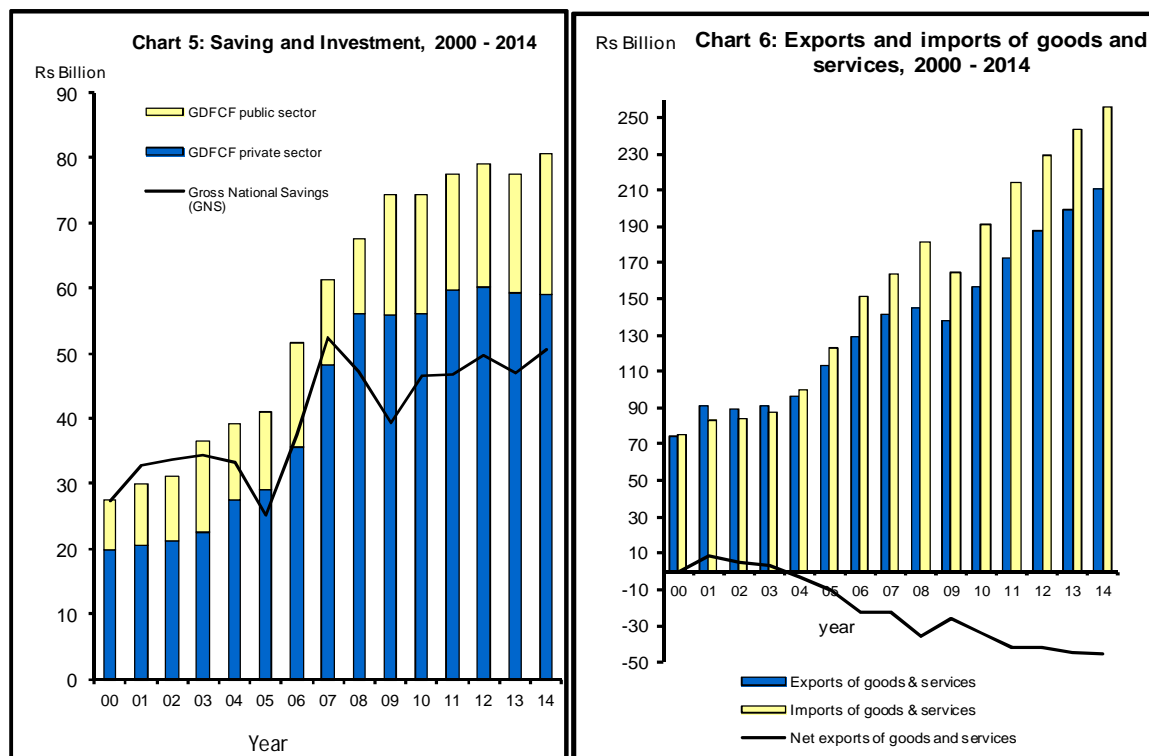 Chart 5: Saving and Investment, 2000 - 2014
Rs Billion
90
80
70
60
50
40
30
20
10
0
GDFCF public sector
GDFCF private sector
Gross National Savings
(GNS)
00 01 02 03 04 05 06 07 08 09 10 11 12 13 14
Year
Rs Billion
Chart 6: Exports and imports of goods and
services, 2000 - 2014
250
230
210
190
170
150
130
110
90
70
50
30
10
-10
-30
-50
00 01 02 03 04 05 06 07 08 09 10 11 12 13 14
year
Exports of goods & services
Imports of goods & services
Net exports of goods and services